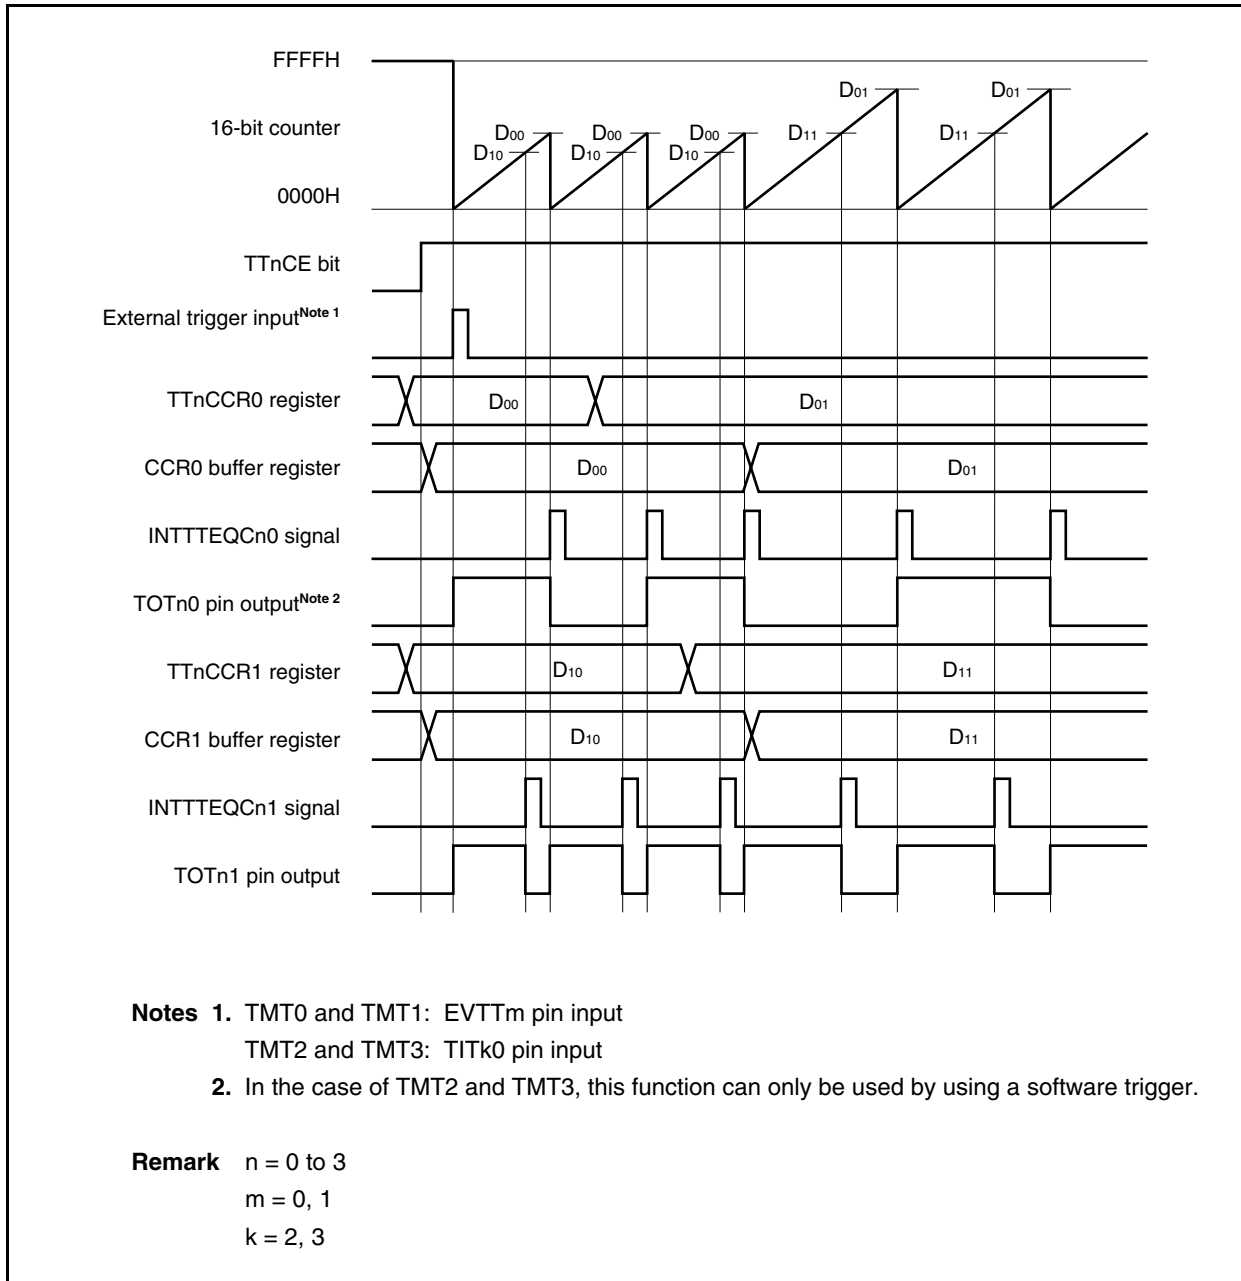 FFFFH
D01 D01
16-bit counter
D00 D00 D00 D11 D11
D10 D10 D10
0000H
TTnCE bit
External trigger inputNote 1
TTnCCR0 register D00 D01
CCR0 buffer register D00 D01
INTTTEQCn0 signal
TOTn0 pin outputNote 2
TTnCCR1 register D10 D11
CCR1 buffer register D10 D11
INTTTEQCn1 signal
TOTn1 pin output
Notes 1. TMT0 and TMT1: EVTTm pin input
TMT2 and TMT3: TITk0 pin input
2. In the case of TMT2 and TMT3, this function can only be used by using a software trigger.
Remark n = 0 to 3
m = 0, 1
k = 2, 3